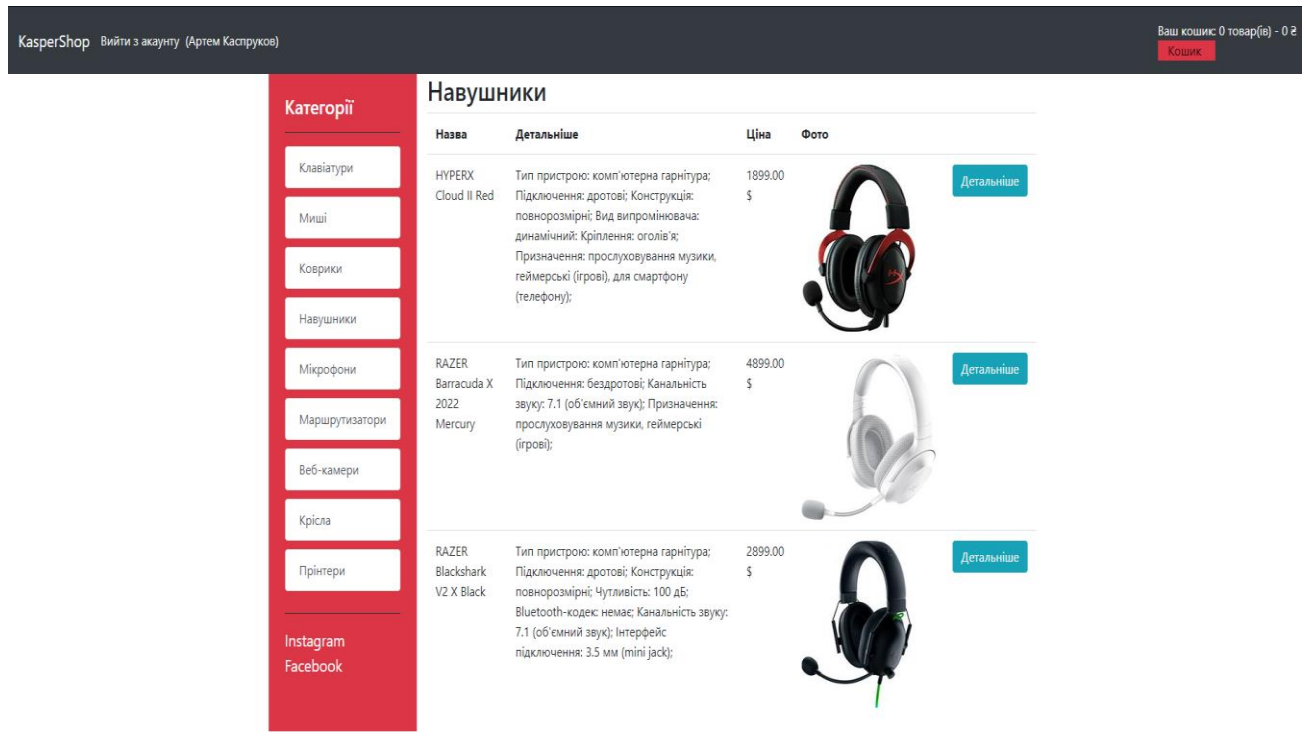 KasperShop Вийти з акаунту (Артем Каспруков)
Ваш кошик: 0 товар(ів) - 0 ₴
Кошик
Категорії
Клавіатури
Миші
Коврики
Навушники
Мікрофони
Маршрутизатори
Веб-камери
Крісла
Прінтери
Instagram
Facebook
Навушники
Назва Детальніше Ціна Фото
HYPERX Тип пристрою: комп'ютерна гарнітура; 1899.00 Детальніше
Cloud II Red Підключення: дротові; Конструкція: $
повнорозмірні; Вид випромінювача:
динамічний: Кріплення: оголів'я;
Призначення: прослуховування музики,
геймерські (ігрові), для смартфону
(телефону);
RAZER Тип пристрою: комп'ютерна гарнітура; 4899.00 Детальніше
Barracuda X Підключення: бездротові; Канальність $
2022 звуку: 7.1 (об'ємний звук); Призначення:
Mercury прослуховування музики, геймерські
(ігрові);
RAZER Тип пристрою: комп'ютерна гарнітура; 2899.00 Детальніше
Blackshark Підключення: дротові; Конструкція: $
V2 X Black повнорозмірні; Чутливість: 100 дБ;
Bluetooth-кодек: немає; Канальність звуку:
7.1 (об'ємний звук); Інтерфейс
підключення: 3.5 мм (mini jack);